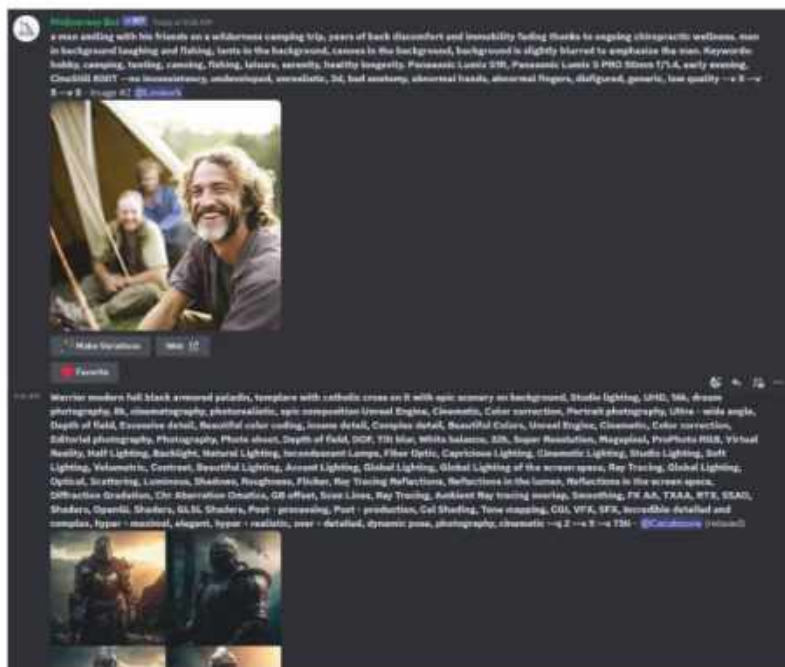 Midjourney Bot BOT Today at 9:08 AM
a man smiling with his friends on a wilderness camping trip, years of back discomfort and immobility fading thanks to ongoing chiropractic wellness. man
in background laughing and fishing, tents in the background, canoes in the background, background is slightly blurred to emphasize the man. Keywords:
hobby, camping, tenting, canoeing, fishing, leisure, serenity, healthy longevity. Panasonic Lumix S1R, Panasonic Lumix S PRO 50mm f/1.4, early evening,
CineStill 800T --no inconsistency, undeveloped, unrealistic, 3d, bad anatomy, abnormal hands, abnormal fingers, disfigured, generic, low quality
- Image #2
Make Variations Web
Favorite
Warrior modern full black armored paladin, templare with catholic cross on it with epic scenary on background, Studio lighting, UHD, 16k, dream
photography, 8k, cinematography, photorealistic, epic composition Unreal Engine, Cinematic, Color correction, Portrait photography, Ultra - wide angle,
Depth of field, Excessive detail, Beautiful color coding, insane detail, Complex detail, Beautiful Colors, Unreal Engine, Cinematic, Color correction,
Editorial photography, Photography, Photo shoot, Depth of field, DOF, Tilt blur, White balance, 32k, Super Resolution, Megapixel, ProPhoto RGB, Virtual
Reality, Half Lighting, Backlight, Natural Lighting, Incandescent Lamps, Fiber Optic, Capricious Lighting, Cinematic Lighting, Studio Lighting, Soft
Lighting, Volumetric, Contrast, Beautiful Lighting, Accent Lighting, Global Lighting, Global Lighting of the screen space, Ray Tracing, Global Lighting,
Optical, Scattering, Luminous, Shadows, Roughness, Flicker, Ray Tracing Reflections, Reflections in the lumen, Reflections in the screen space,
Diffraction Gradation, Chr Aberration Omatics, GB offset, Scan Lines, Ray Tracing, Ambient Ray tracing overlap, Smoothing, FX AA, TXAA, RTX, SSAO,
Shaders, OpenGL Shaders, GLSL Shaders, Post - processing, Post - production, Cel Shading, Tone mapping, CGI, VFX, SFX, Incredible detailed and
complex, hyper - maximal, elegant, hyper - realistic, over - detailed, dynamic pose, photography, cinematic --q 2 (relaxed)